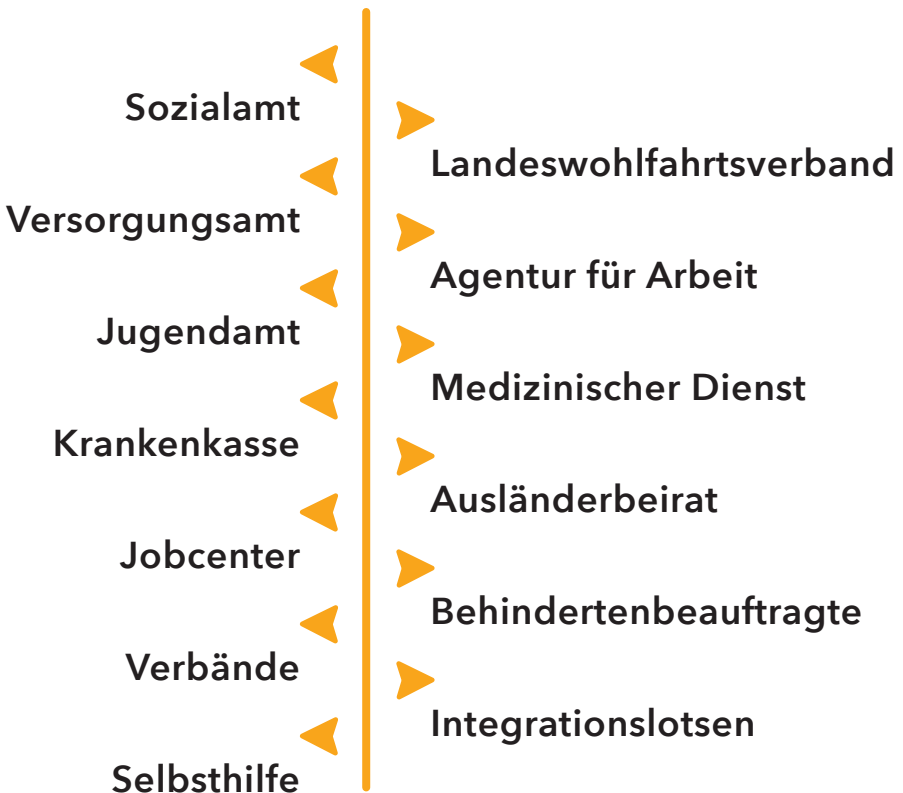 Sozialamt
Landeswohlfahrtsverband
Versorgungsamt
Agentur für Arbeit
Jugendamt
Medizinischer Dienst
Krankenkasse
Ausländerbeirat
Jobcenter
Behindertenbeauftragte
Verbände
Integrationslotsen
Selbsthilfe